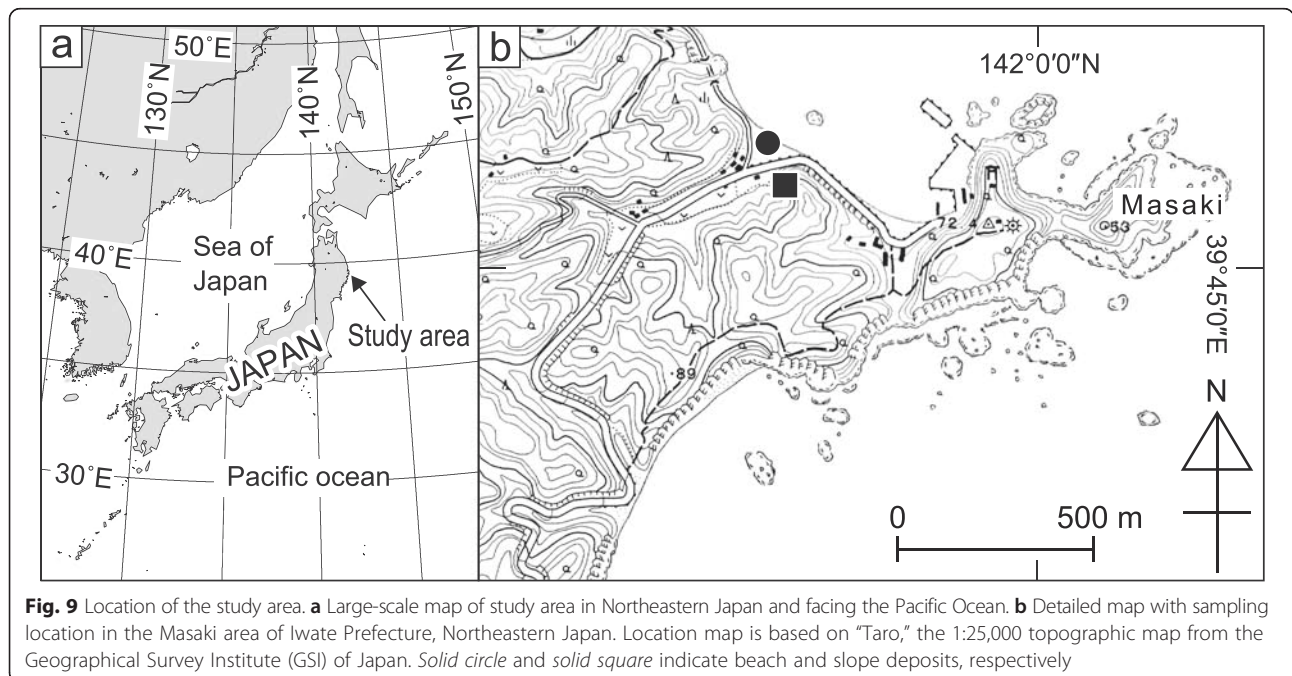 a
50°E
130°N
140°N
150°N
40°E
Sea of
Japan
Study area
JAPAN
30°E
Pacific ocean
b
142°0′0″N
Masaki
53
72.4
39°45′0″E
89
N
0 500 m
Fig. 9 Location of the study area. a Large-scale map of study area in Northeastern Japan and facing the Pacific Ocean. b Detailed map with sampling
location in the Masaki area of Iwate Prefecture, Northeastern Japan. Location map is based on “Taro,” the 1:25,000 topographic map from the
Geographical Survey Institute (GSI) of Japan. Solid circle and solid square indicate beach and slope deposits, respectively